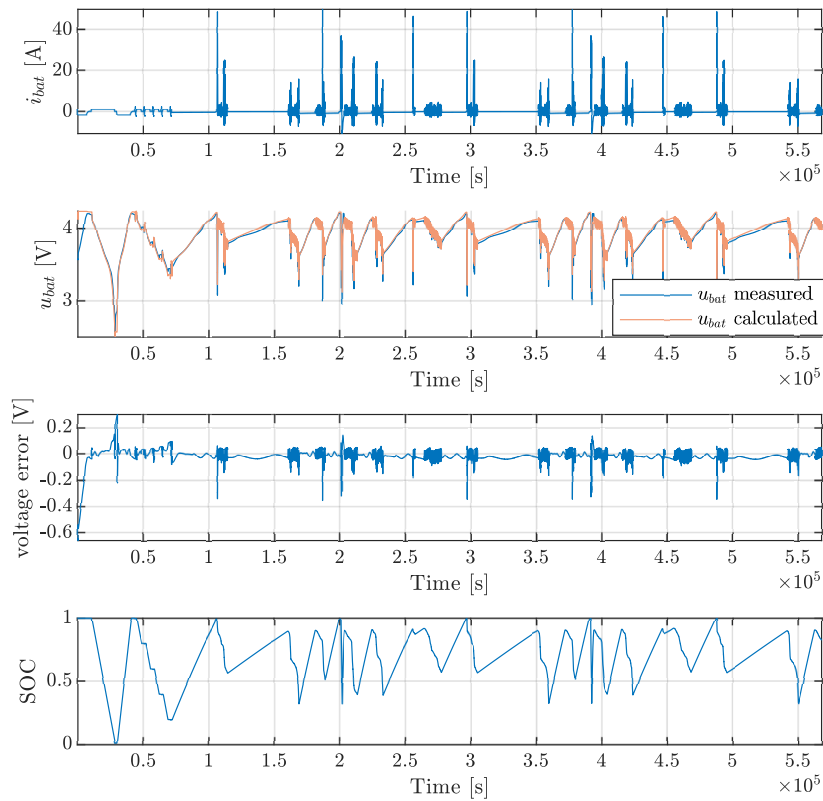 40
20
0
i_bat [A]
0.5 1 1.5 2 2.5 3 3.5 4 4.5 5 5.5
Time [s]
×10^5
4
3
u_bat [V]
u_bat measured
u_bat calculated
0.5 1 1.5 2 2.5 3 3.5 4 4.5 5 5.5
Time [s]
×10^5
0.2
0
-0.2
-0.4
-0.6
voltage error [V]
0.5 1 1.5 2 2.5 3 3.5 4 4.5 5 5.5
Time [s]
×10^5
1
0.5
0
SOC
0.5 1 1.5 2 2.5 3 3.5 4 4.5 5 5.5
Time [s]
×10^5